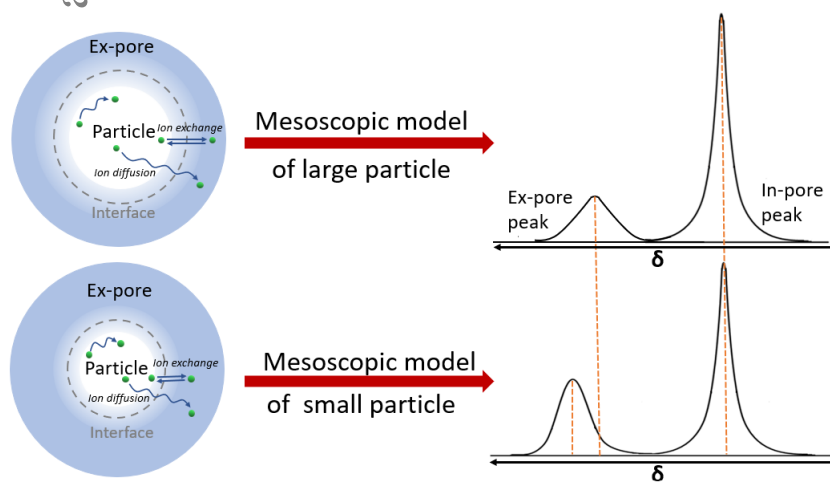 a
Ex-pore
Particle
Ion exchange
Ion diffusion
Interface
Mesoscopic model
of large particle
Ex-pore
peak
In-pore
peak
δ
Ex-pore
Particle
Ion exchange
Ion diffusion
Interface
Mesoscopic model
of small particle
δ